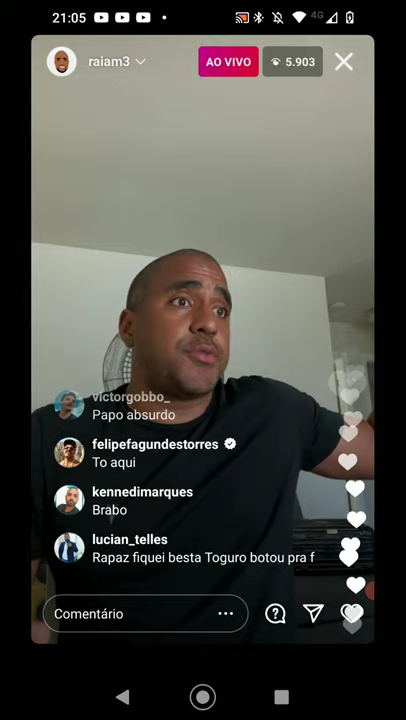 21:05
4G
raiam3
AO VIVO
5.903
victorgobbo_
Papo absurdo
felipefagundestorres
To aqui
kennedimarques
Brabo
lucian_telles
Rapaz fiquei besta Toguro botou pra f
Comentário